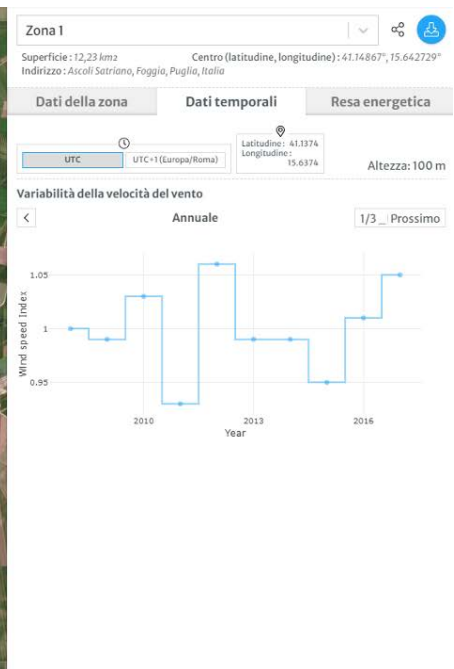 Zona 1
Superficie : 12,23 km2 Centro (latitudine, longitudine) : 41.14867°, 15.642729°
Indirizzo : Ascoli Satriano, Foggia, Puglia, Italia
Dati della zona Dati temporali Resa energetica
UTC UTC+1 (Europa/Roma)
Latitudine : 41.1374
Longitudine :
15.6374
Altezza: 100 m
Variabilità della velocità del vento
< Annuale 1/3 _ Prossimo
1.05
1
0.95
Wind speed Index
2010 2013 2016
Year